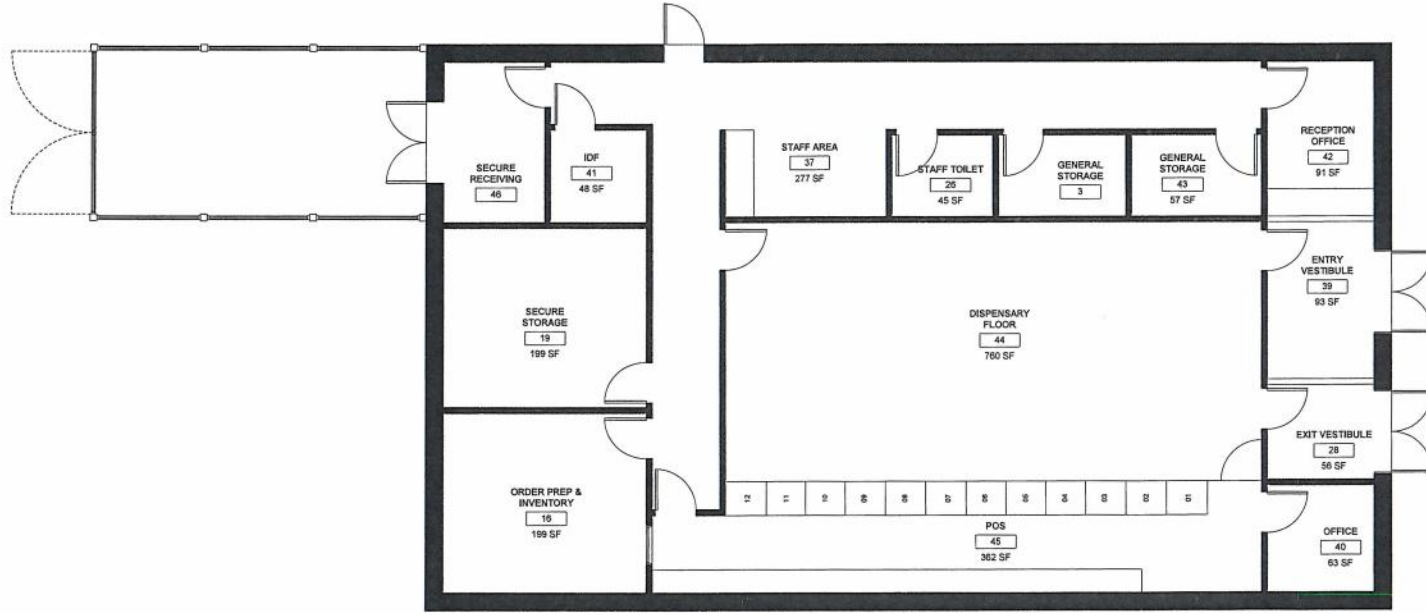 SECURE
RECEIVING
46
IDF
41
48 SF
STAFF AREA
37
277 SF
STAFF TOILET
26
45 SF
GENERAL
STORAGE
3
GENERAL
STORAGE
43
57 SF
RECEPTION
OFFICE
42
91 SF
SECURE
STORAGE
19
199 SF
DISPENSARY
FLOOR
44
760 SF
ENTRY
VESTIBULE
39
93 SF
EXIT VESTIBULE
28
56 SF
ORDER PREP &
INVENTORY
16
199 SF
12 11 10 09 08 07 06 05 04 03 02 01
POS
45
362 SF
OFFICE
40
63 SF